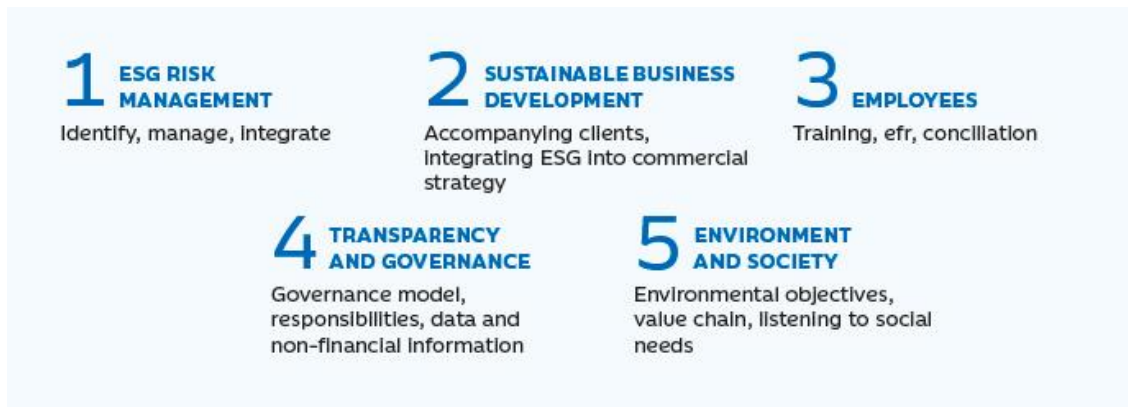 1 ESG RISK
MANAGEMENT
Identify, manage, integrate
2 SUSTAINABLE BUSINESS
DEVELOPMENT
Accompanying clients,
integrating ESG into commercial
strategy
3 EMPLOYEES
Training, efr, conciliation
4 TRANSPARENCY
AND GOVERNANCE
Governance model,
responsibilities, data and
non-financial information
5 ENVIRONMENT
AND SOCIETY
Environmental objectives,
value chain, listening to social
needs